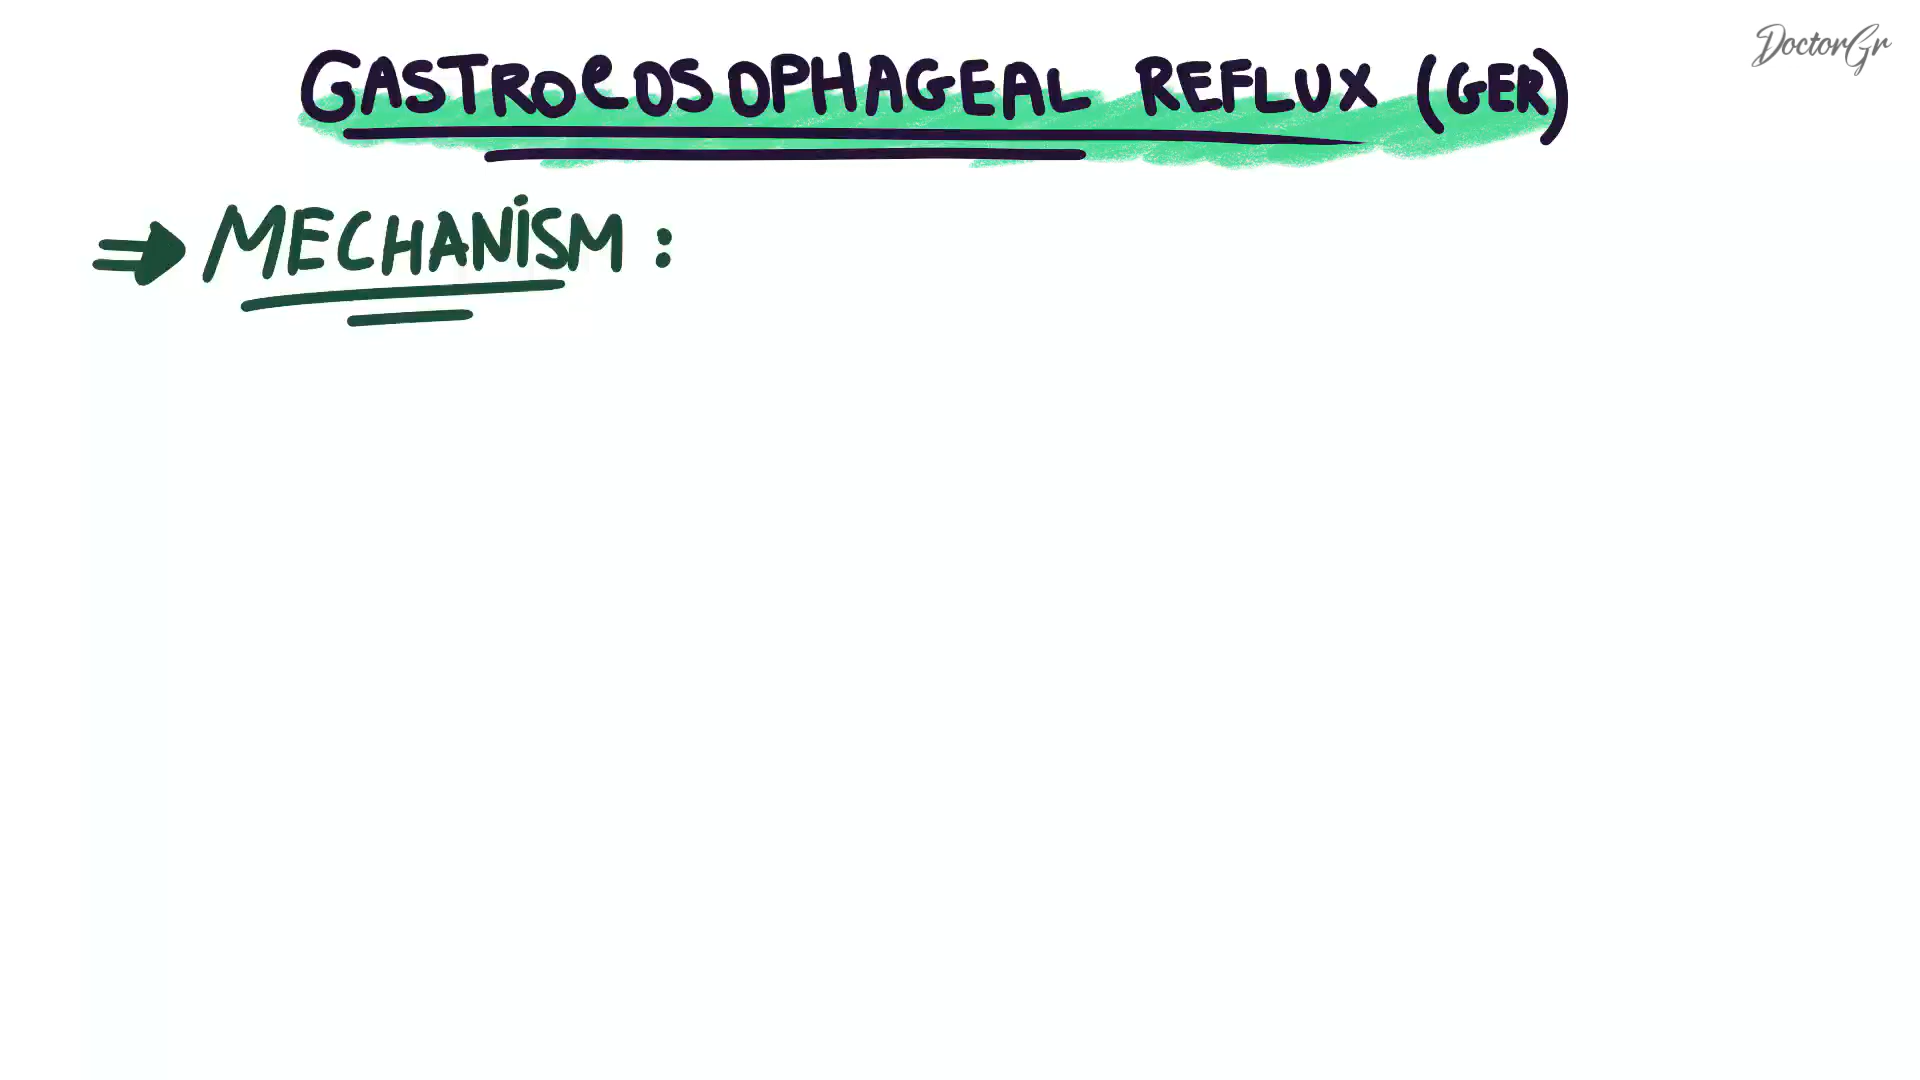 GASTROEOSOPHAGEAL REFLUX (GER)
DoctorGr
⇒ MECHANISM :